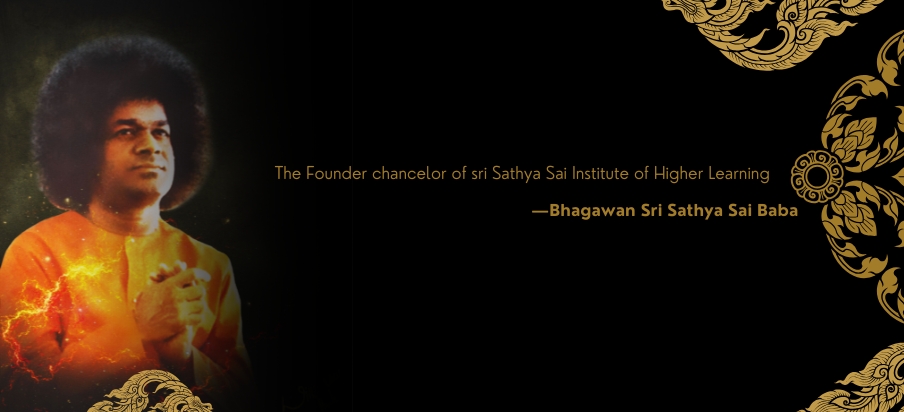 The Founder chancelor of sri Sathya Sai Institute of Higher Learning
—Bhagawan Sri Sathya Sai Baba